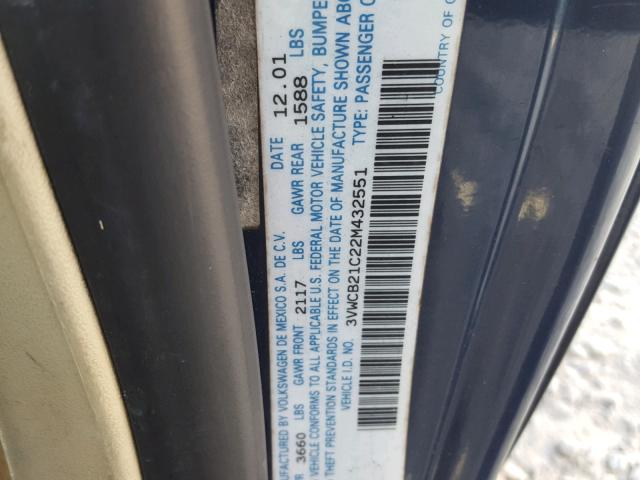 UFACTURED BY VOLKSWAGEN DE MEXICO S.A. DE C.V. DATE 12.01
VR 3660 LBS GAWR FRONT 2117 LBS GAWR REAR 1588 LBS
VEHICLE CONFORMS TO ALL APPLICABLE U.S. FEDERAL MOTOR VEHICLE SAFETY, BUMPE
THEFT PREVENTION STANDARDS IN EFFECT ON THE DATE OF MANUFACTURE SHOWN ABO
VEHICLE I.D. NO. 3VWCB21C22M432551 TYPE: PASSENGER C
COUNTRY OF O